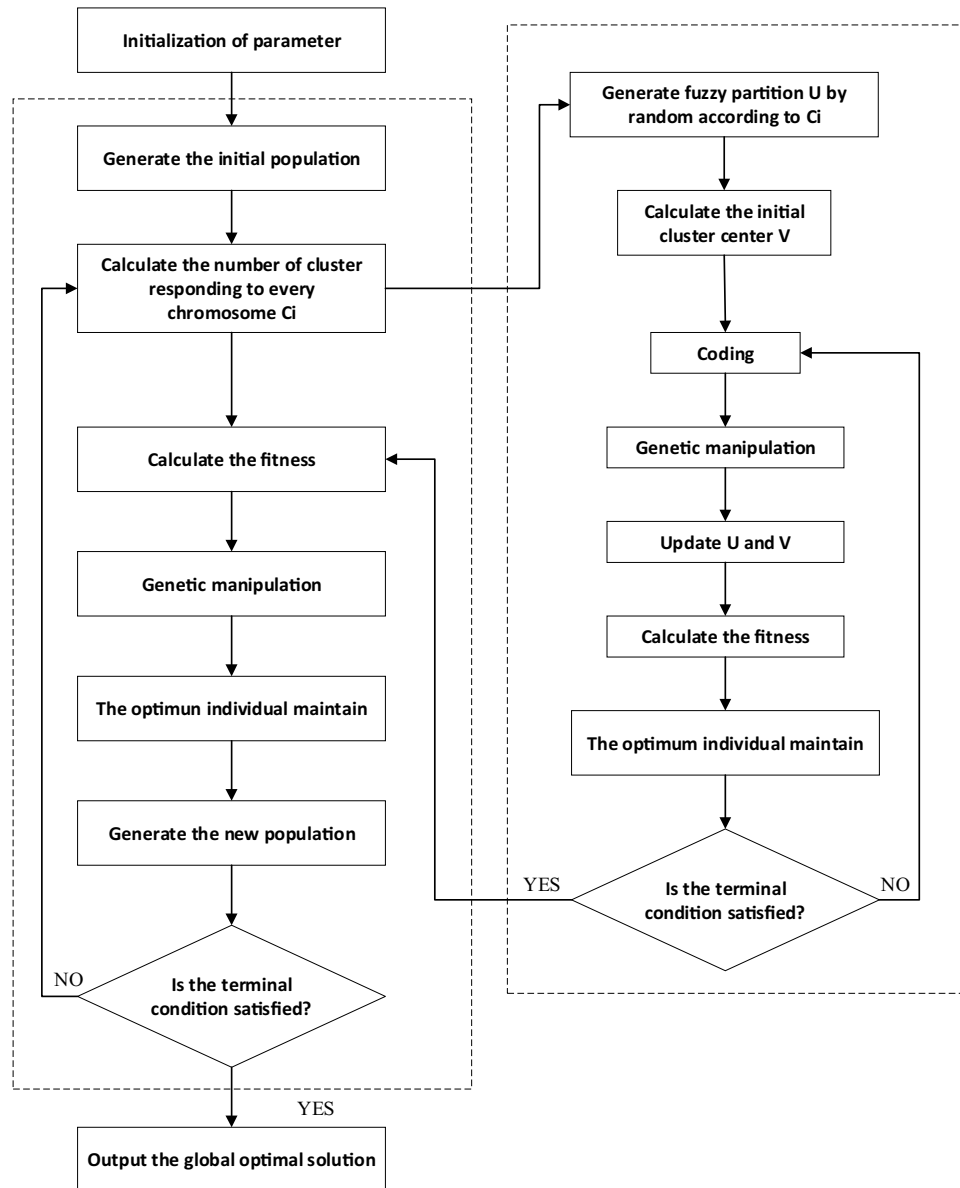 Initialization of parameter
Generate the initial population
Calculate the number of cluster
responding to every
chromosome Ci
Calculate the fitness
Genetic manipulation
The optimun individual maintain
Generate the new population
NO
Is the terminal
condition satisfied?
YES
Output the global optimal solution
Generate fuzzy partition U by
random according to Ci
Calculate the initial
cluster center V
Coding
Genetic manipulation
Update U and V
Calculate the fitness
The optimum individual maintain
YES
Is the terminal
condition satisfied?
NO